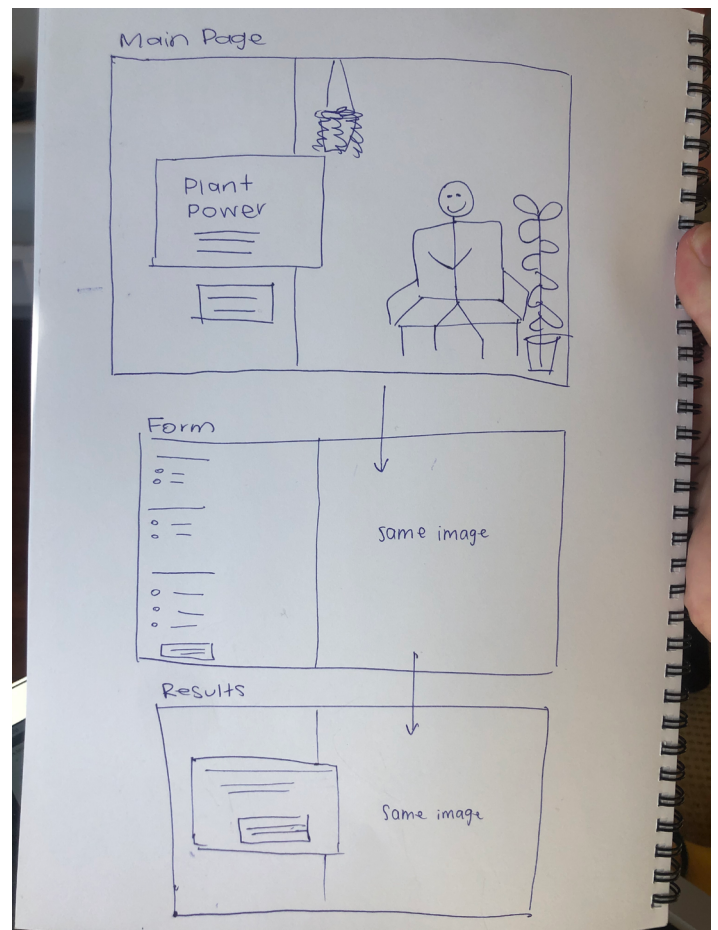 Main Page
Plant
Power
Form
same image
Results
Same image